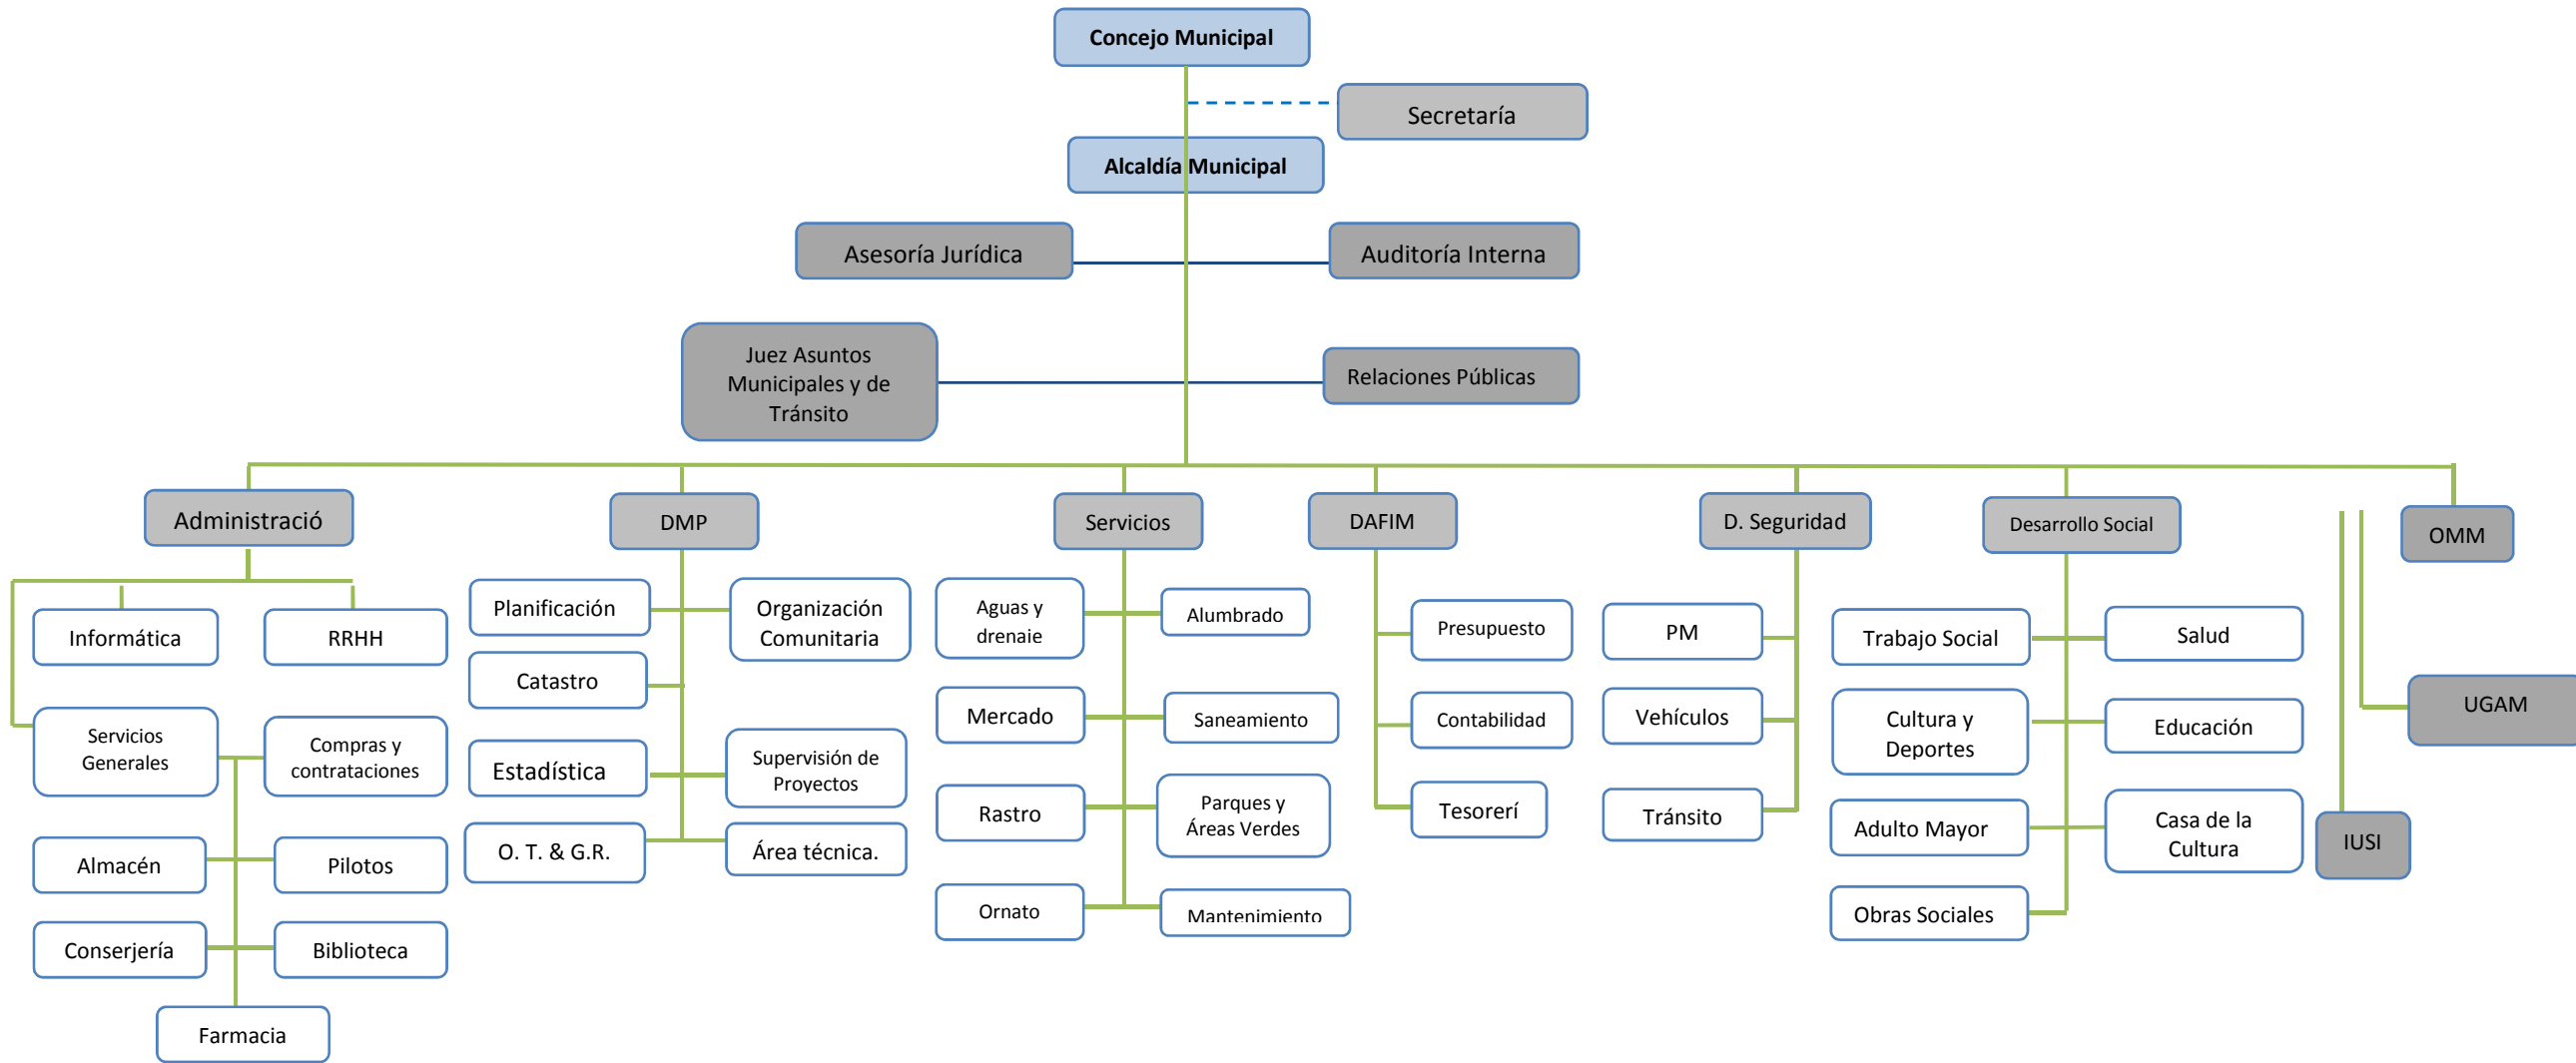 Concejo Municipal
Secretaría
Alcaldía Municipal
Asesoría Jurídica
Auditoría Interna
Juez Asuntos
Municipales y de
Tránsito
Relaciones Públicas
Administració
DMP
Servicios
DAFIM
D. Seguridad
Desarrollo Social
OMM
Informática
RRHH
Servicios
Generales
Compras y
contrataciones
Almacén
Pilotos
Conserjería
Biblioteca
Farmacia
Planificación
Organización
Comunitaria
Catastro
Estadística
Supervisión de
Proyectos
O. T. & G.R.
Área técnica.
Aguas y
drenaje
Alumbrado
Mercado
Saneamiento
Rastro
Parques y
Áreas Verdes
Ornato
Mantenimiento
Presupuesto
Contabilidad
Tesorerí
PM
Vehículos
Tránsito
Trabajo Social
Salud
Cultura y
Deportes
Educación
Adulto Mayor
Casa de la
Cultura
Obras Sociales
UGAM
IUSI